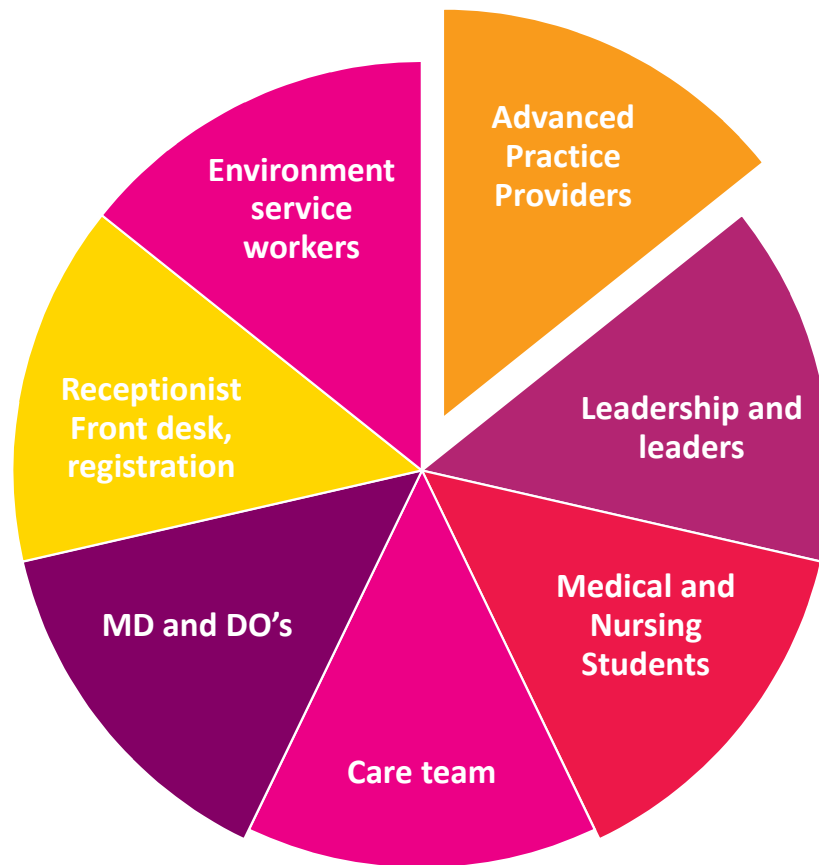 Advanced
Practice
Providers
Leadership and
leaders
Medical and
Nursing
Students
Care team
MD and DO’s
Receptionist
Front desk,
registration
Environment
service
workers